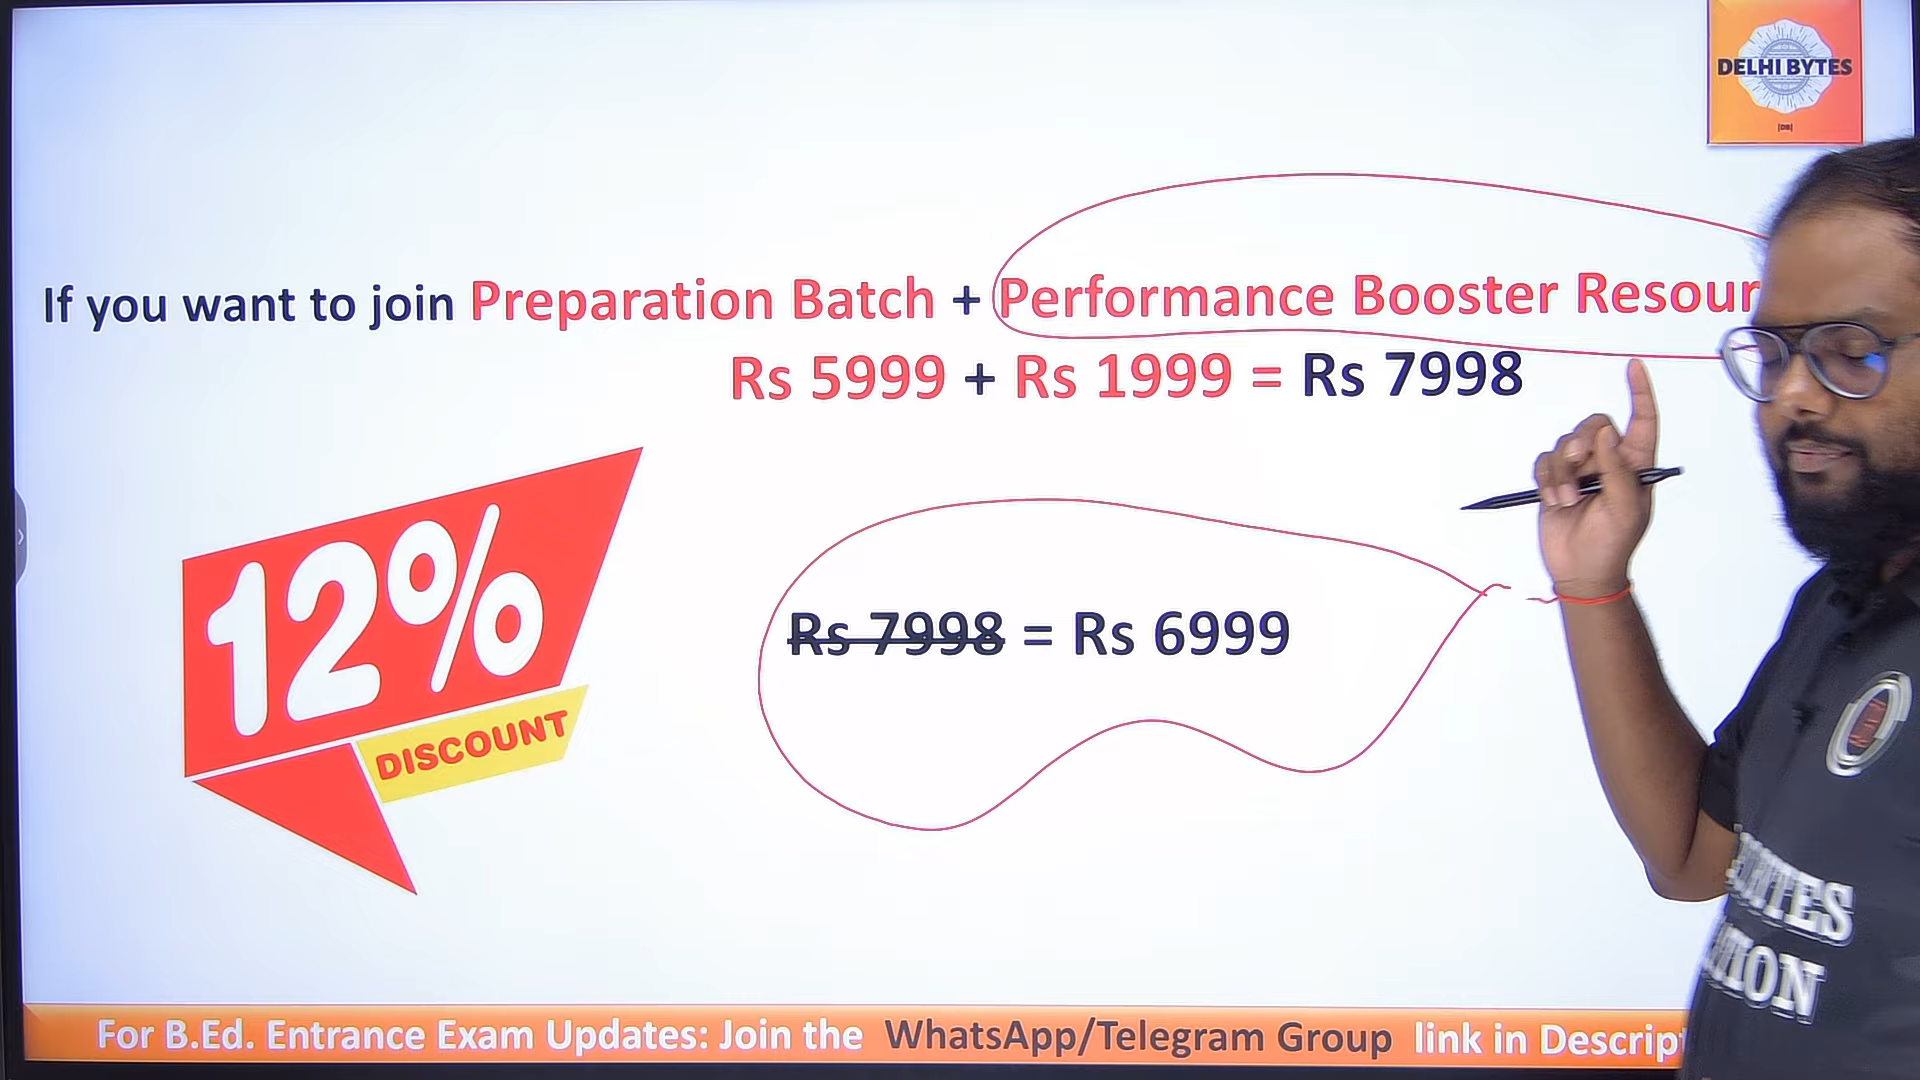 DELHI BYTES
|DB|
If you want to join Preparation Batch + Performance Booster Resour
Rs 5999 + Rs 1999 = Rs 7998
12%
DISCOUNT
Rs 7998 = Rs 6999
For B.Ed. Entrance Exam Updates: Join the WhatsApp/Telegram Group link in Descript